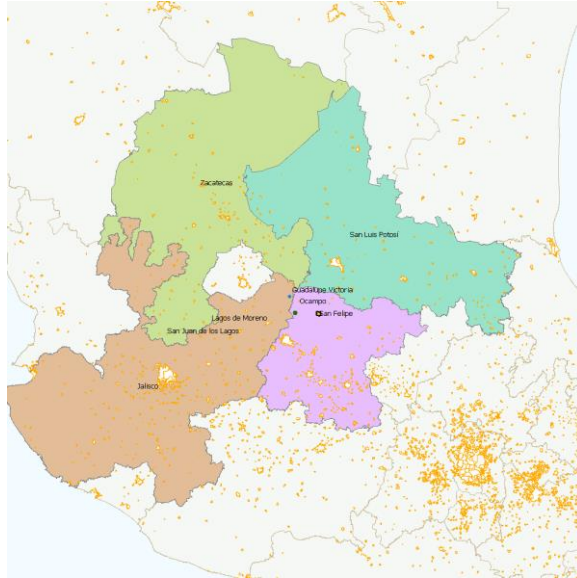 Zacatecas
San Luis Potosí
Guadalupe Victoria
Ocampo
San Felipe
Lagos de Moreno
San Juan de los Lagos
Jalisco